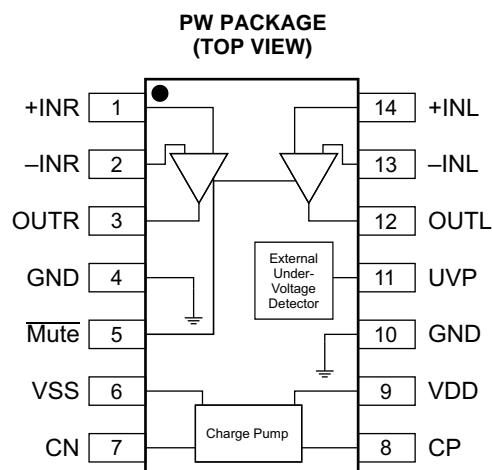 PW PACKAGE
(TOP VIEW)
+INR 1 14 +INL
–INR 2 13 –INL
OUTR 3 12 OUTL
External
Under-
Voltage
Detector
GND 4 11 UVP
Mute 5 10 GND
VSS 6 9 VDD
Charge Pump
CN 7 8 CP